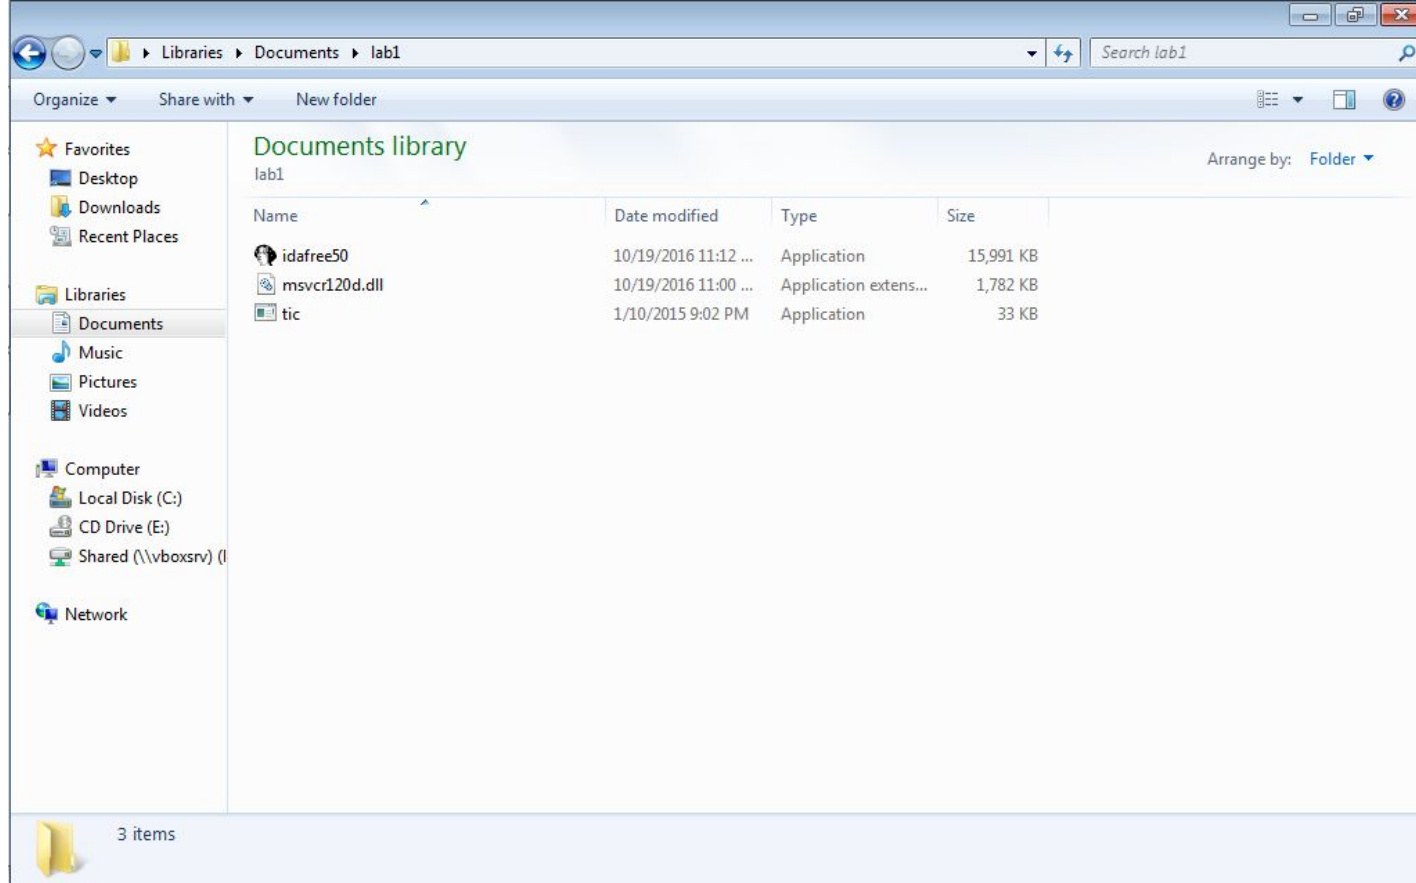 Libraries Documents lab1
Search lab1
Organize Share with New folder
Favorites
Desktop
Downloads
Recent Places
Libraries
Documents
Music
Pictures
Videos
Computer
Local Disk (C:)
CD Drive (E:)
Shared (\\vboxsrv) (
Network
Documents library
lab1
Arrange by: Folder
Name Date modified Type Size
idafree50 10/19/2016 11:12 ... Application 15,991 KB
msvcr120d.dll 10/19/2016 11:00 ... Application extens... 1,782 KB
tic 1/10/2015 9:02 PM Application 33 KB
3 items